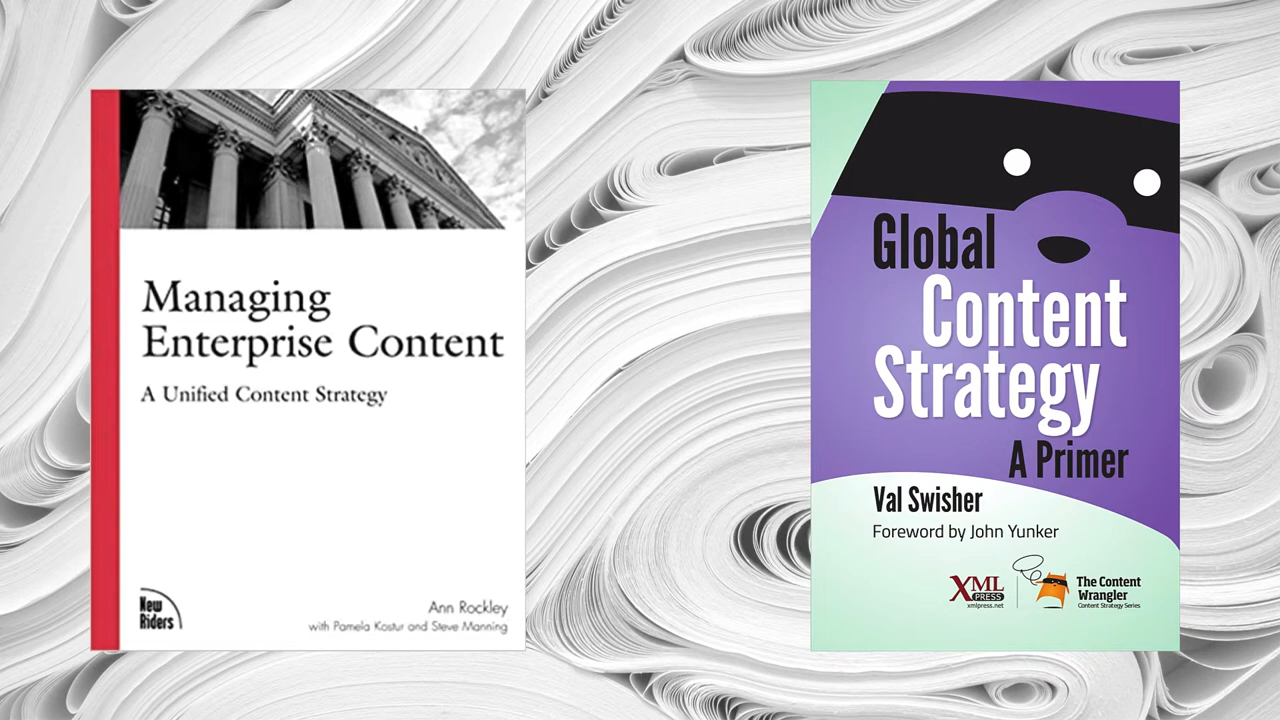 Managing
Enterprise Content
A Unified Content Strategy
New
Riders
Ann Rockley
with Pamela Kostur and Steve Manning
Global
Content
Strategy
A Primer
Val Swisher
Foreword by John Yunker
XML
PRESS
xmlpress.net
The Content
Wrangler
Content Strategy Series